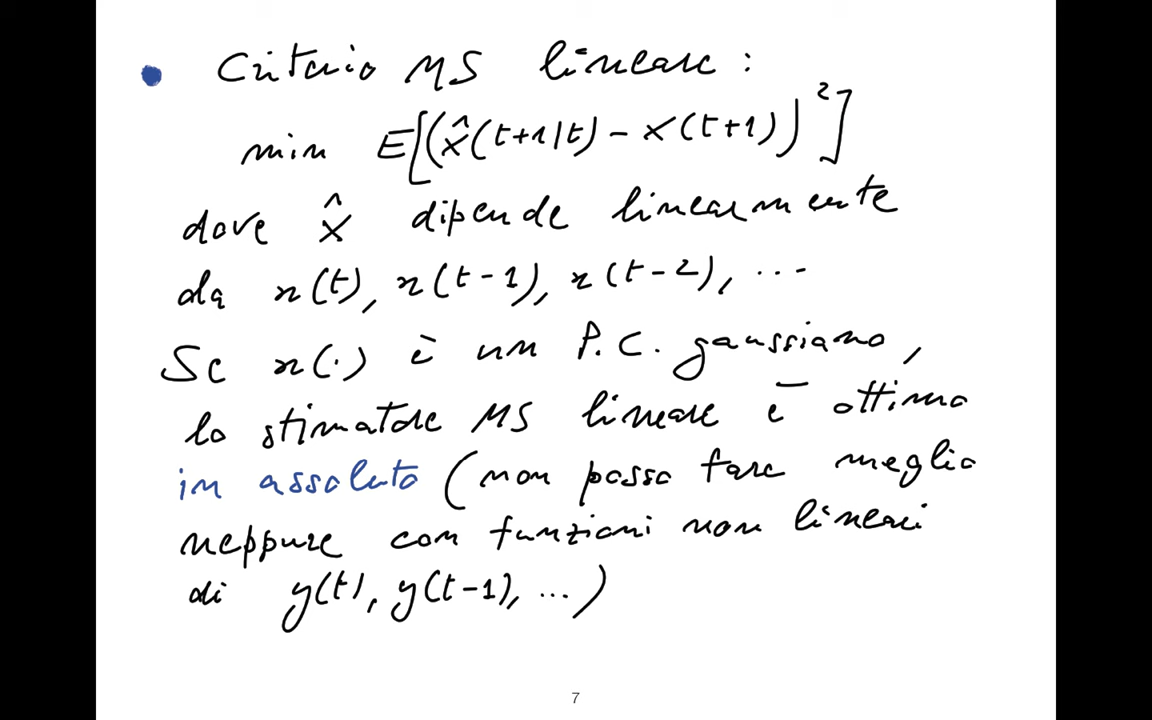 • Criterio MS lineare :
min E[(x̂(t+1|t) - x(t+1))²]
dove x̂ dipende linearmente
da x(t), x(t-1), x(t-2), ...
Se x(·) è un P.C. gaussiano,
lo stimatore MS lineare è ottimo
in assoluto (non posso fare meglio
neppure con funzioni non lineari
di y(t), y(t-1), ...)
7